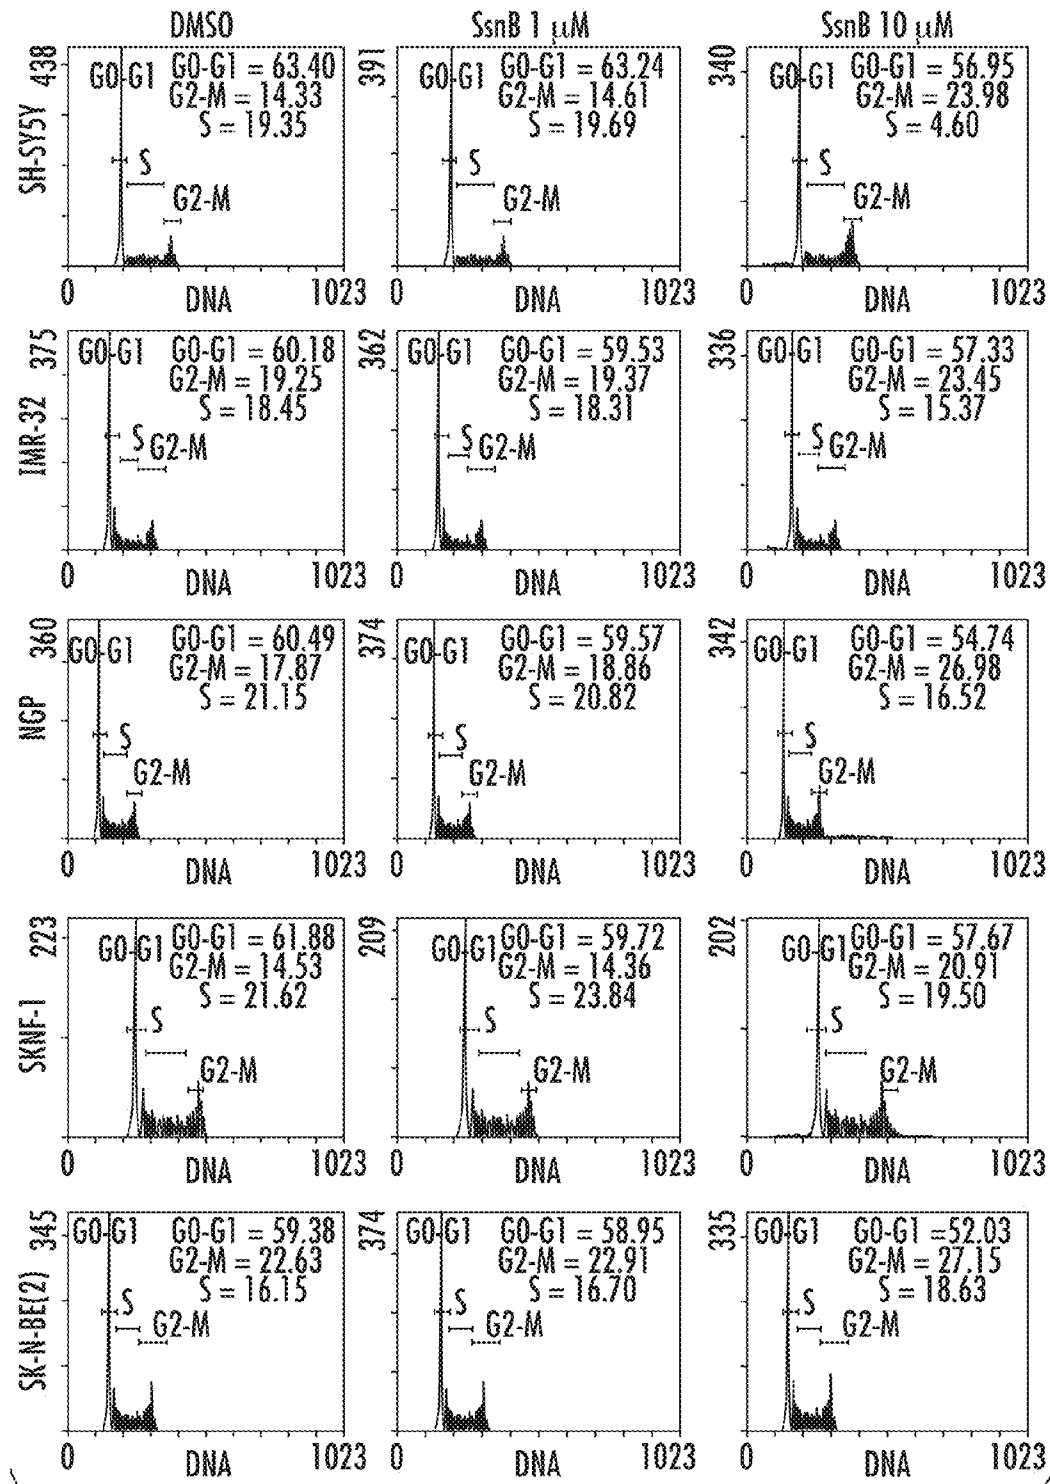 DMSO
SsnB 1 μM
SsnB 10 μM
SH-SY5Y
438
G0-G1
G0-G1 = 63.40
G2-M = 14.33
S = 19.35
S
G2-M
0
DNA
1023
391
G0-G1
G0-G1 = 63.24
G2-M = 14.61
S = 19.69
S
G2-M
0
DNA
1023
340
G0-G1
G0-G1 = 56.95
G2-M = 23.98
S = 4.60
S
G2-M
0
DNA
1023
IMR-32
375
G0-G1
G0-G1 = 60.18
G2-M = 19.25
S = 18.45
S
G2-M
0
DNA
1023
362
G0-G1
G0-G1 = 59.53
G2-M = 19.37
S = 18.31
S
G2-M
0
DNA
1023
336
G0-G1
G0-G1 = 57.33
G2-M = 23.45
S = 15.37
S
G2-M
0
DNA
1023
NGP
360
G0-G1
G0-G1 = 60.49
G2-M = 17.87
S = 21.15
S
G2-M
0
DNA
1023
374
G0-G1
G0-G1 = 59.57
G2-M = 18.86
S = 20.82
S
G2-M
0
DNA
1023
342
G0-G1
G0-G1 = 54.74
G2-M = 26.98
S = 16.52
S
G2-M
0
DNA
1023
SKNF-1
223
G0-G1
G0-G1 = 61.88
G2-M = 14.53
S = 21.62
S
G2-M
0
DNA
1023
209
G0-G1
G0-G1 = 59.72
G2-M = 14.36
S = 23.84
S
G2-M
0
DNA
1023
202
G0-G1
G0-G1 = 57.67
G2-M = 20.91
S = 19.50
S
G2-M
0
DNA
1023
SK-N-BE(2)
345
G0-G1
G0-G1 = 59.38
G2-M = 22.63
S = 16.15
S
G2-M
0
DNA
1023
374
G0-G1
G0-G1 = 58.95
G2-M = 22.91
S = 16.70
S
G2-M
0
DNA
1023
335
G0-G1
G0-G1 =52.03
G2-M = 27.15
S = 18.63
S
G2-M
0
DNA
1023